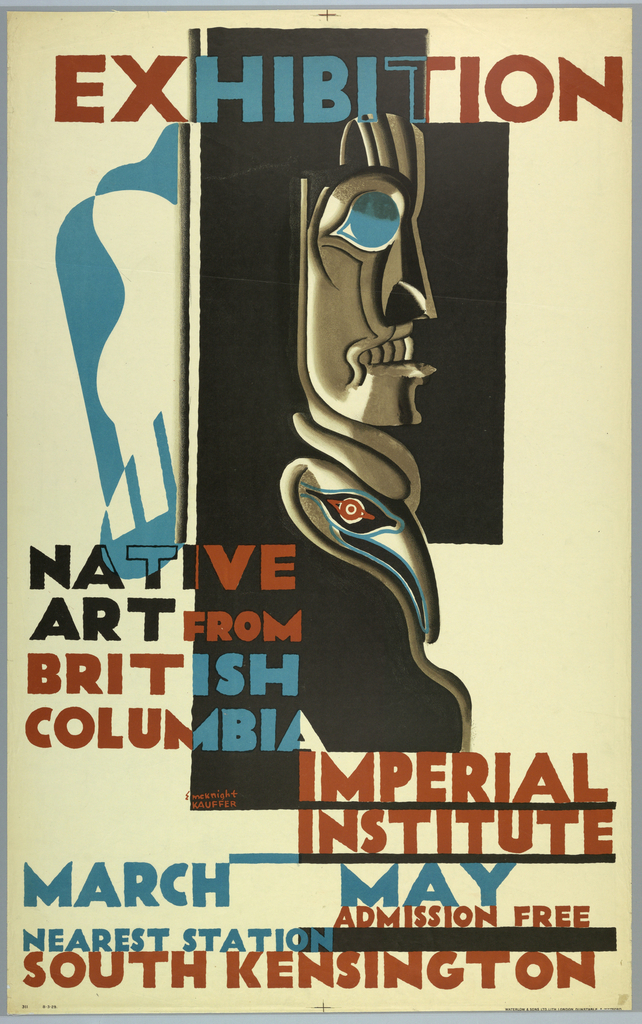 EXHIBITION
NATIVE
ART FROM
BRITISH
COLUMBIA
E mcKnight
KAUFFER
IMPERIAL
INSTITUTE
MARCH MAY
ADMISSION FREE
NEAREST STATION
SOUTH KENSINGTON